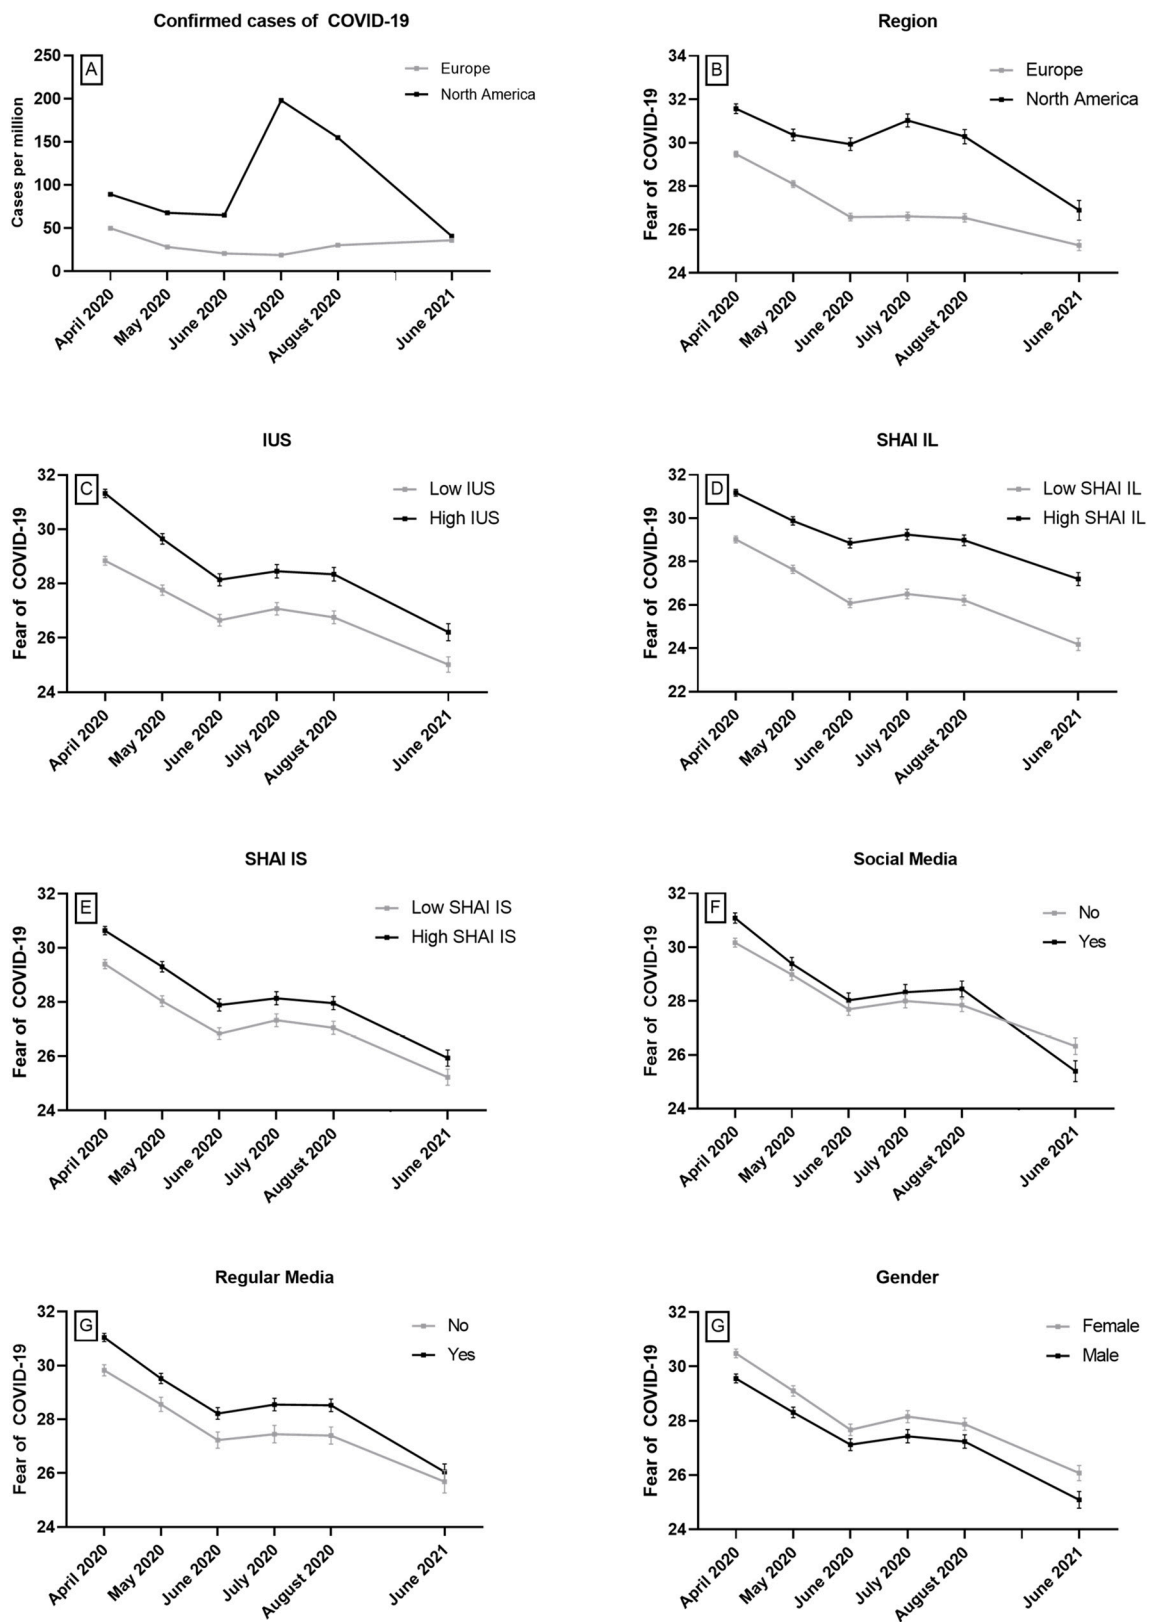 Confirmed cases of COVID-19
A
Europe
North America
Cases per million
250
200
150
100
50
0
April 2020
May 2020
June 2020
July 2020
August 2020
June 2021
Region
B
Europe
North America
Fear of COVID-19
34
32
30
28
26
24
April 2020
May 2020
June 2020
July 2020
August 2020
June 2021
IUS
C
Low IUS
High IUS
Fear of COVID-19
32
30
28
26
24
April 2020
May 2020
June 2020
July 2020
August 2020
June 2021
SHAI IL
D
Low SHAI IL
High SHAI IL
Fear of COVID-19
32
30
28
26
24
22
April 2020
May 2020
June 2020
July 2020
August 2020
June 2021
SHAI IS
E
Low SHAI IS
High SHAI IS
Fear of COVID-19
32
30
28
26
24
April 2020
May 2020
June 2020
July 2020
August 2020
June 2021
Social Media
F
No
Yes
Fear of COVID-19
32
30
28
26
24
April 2020
May 2020
June 2020
July 2020
August 2020
June 2021
Regular Media
G
No
Yes
Fear of COVID-19
32
30
28
26
24
April 2020
May 2020
June 2020
July 2020
August 2020
June 2021
Gender
G
Female
Male
Fear of COVID-19
32
30
28
26
24
April 2020
May 2020
June 2020
July 2020
August 2020
June 2021